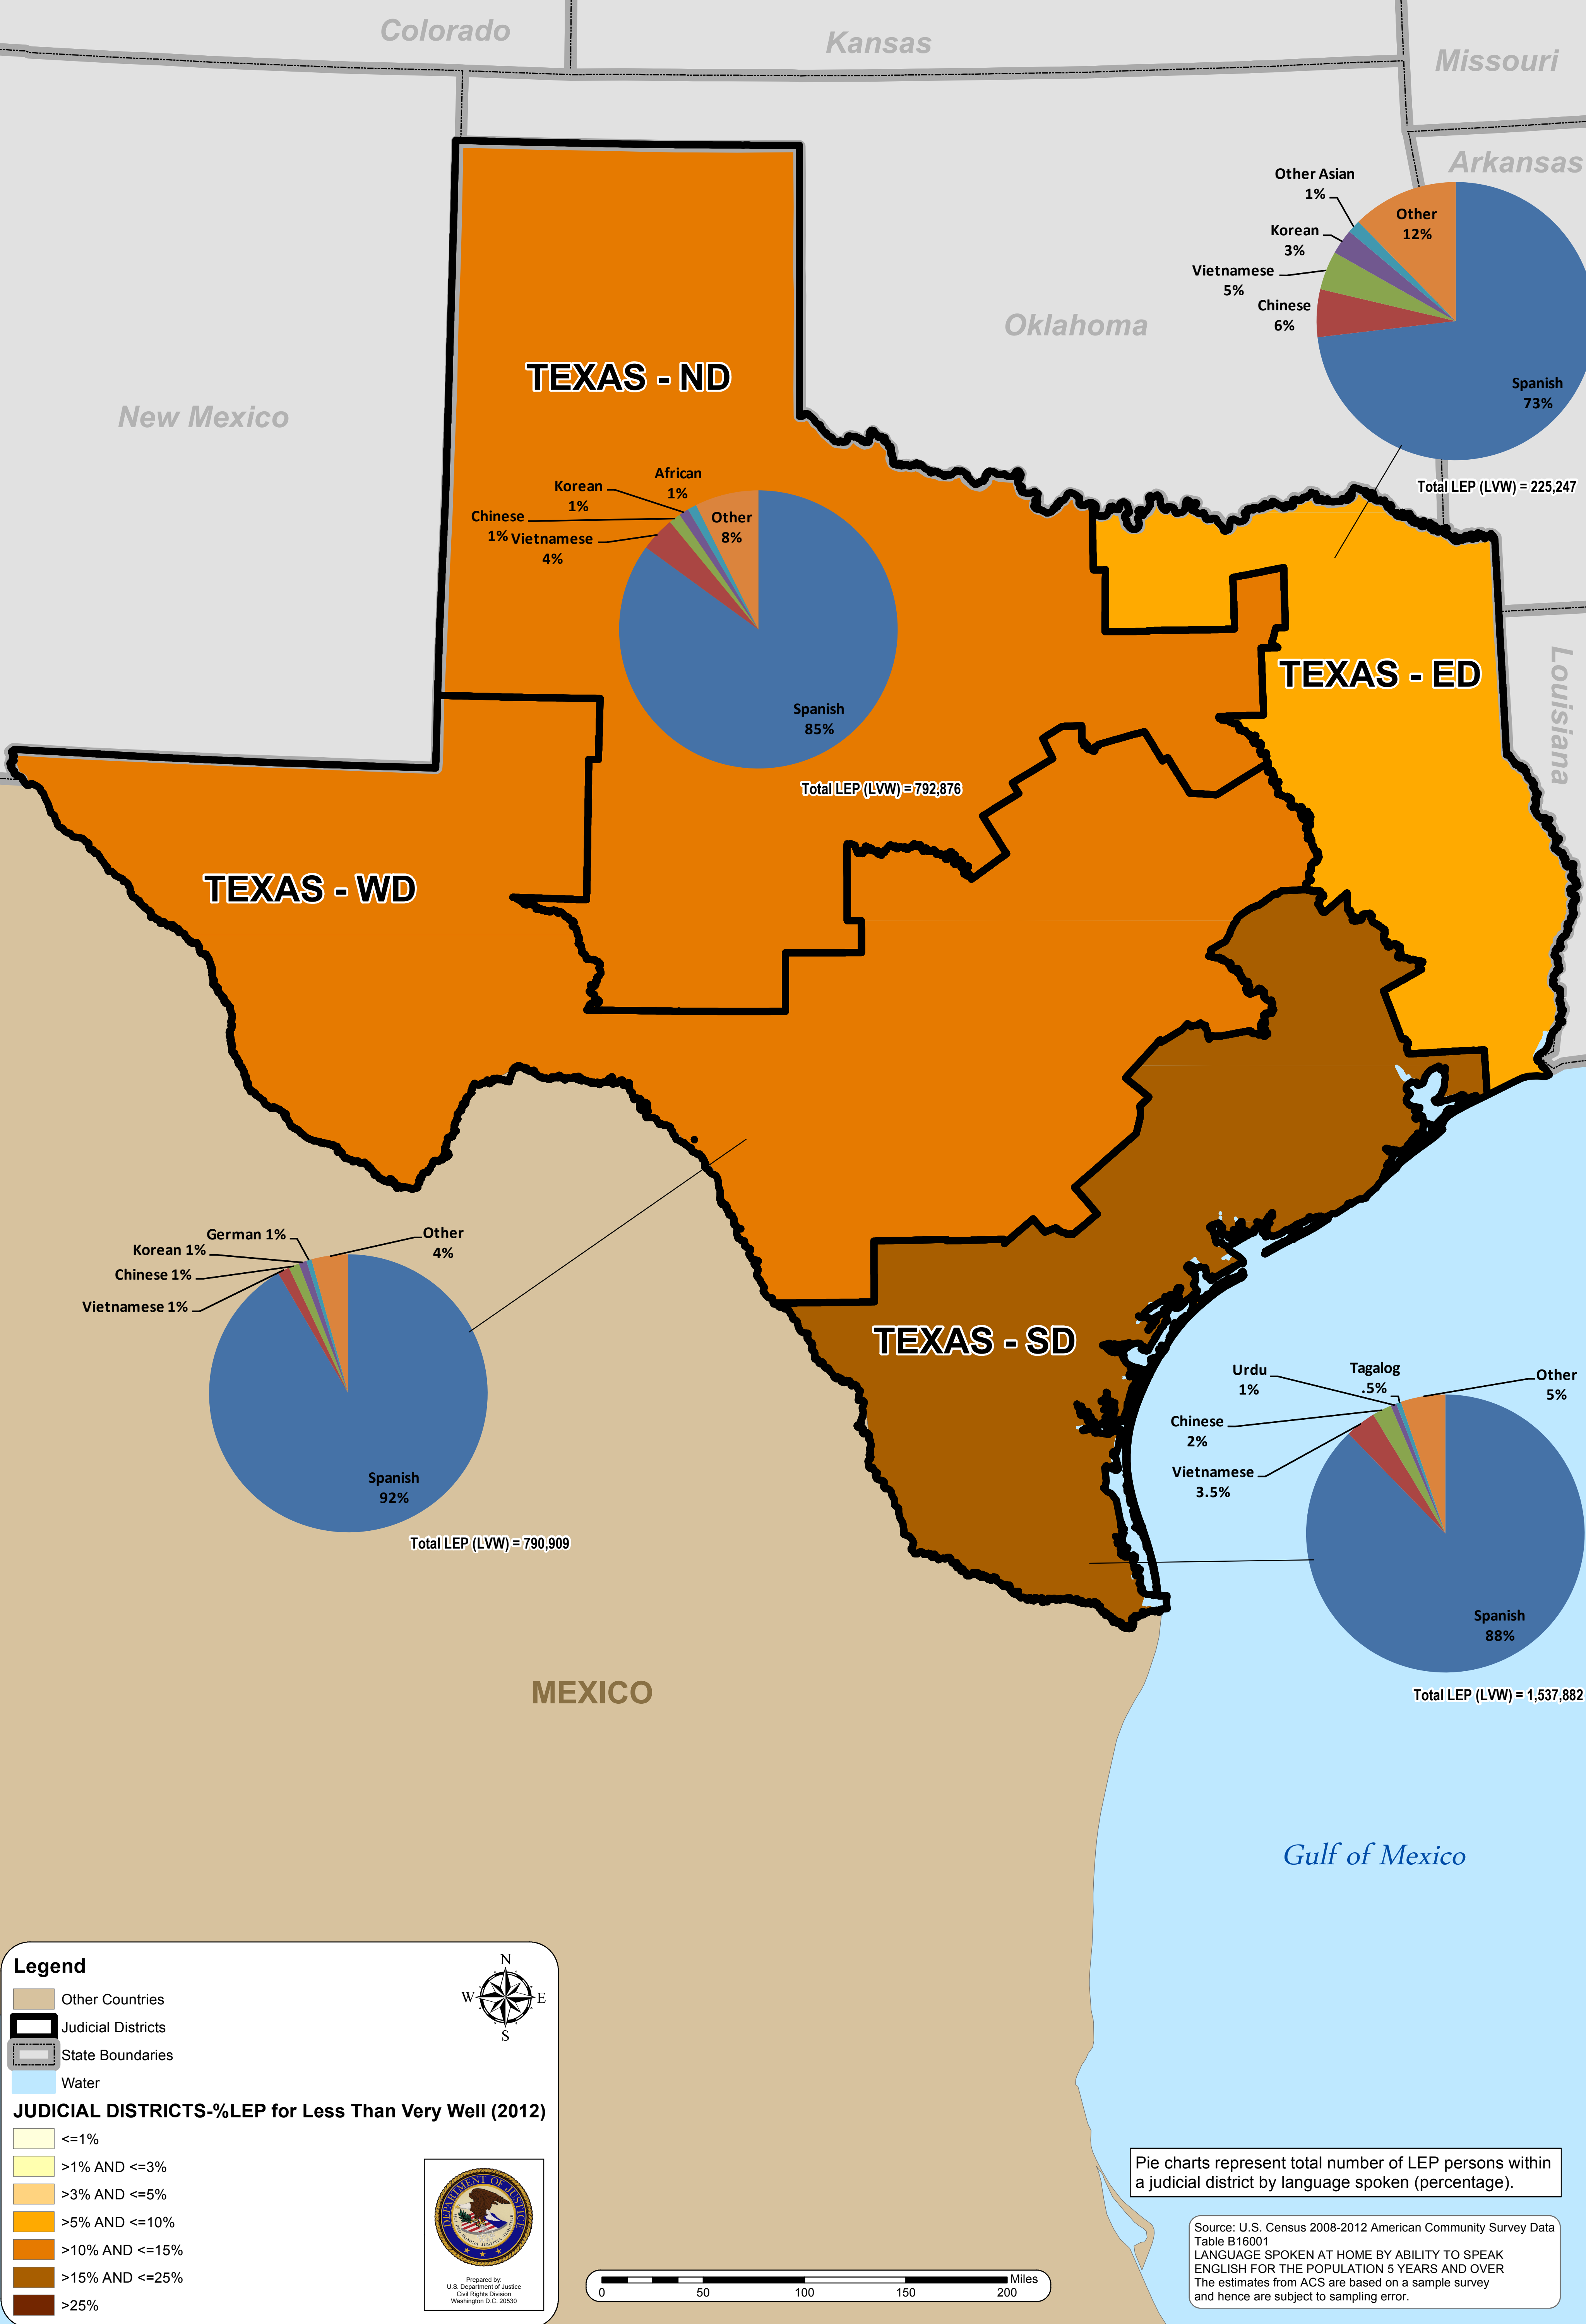 Colorado
Kansas
Missouri
Arkansas
Oklahoma
New Mexico
Louisiana
Other Asian
1%
Other
12%
Korean
3%
Vietnamese
5%
Chinese
6%
Spanish
73%
Total LEP (LVW) = 225,247
TEXAS - ND
African
1%
Korean
1%
Chinese
1%
Vietnamese
4%
Other
8%
Spanish
85%
Total LEP (LVW) = 792,876
TEXAS - ED
TEXAS - WD
German 1%
Other
4%
Korean 1%
Chinese 1%
Vietnamese 1%
Spanish
92%
Total LEP (LVW) = 790,909
TEXAS - SD
Urdu
1%
Tagalog
.5%
Other
5%
Chinese
2%
Vietnamese
3.5%
Spanish
88%
Total LEP (LVW) = 1,537,882
MEXICO
Gulf of Mexico
Legend
N
W E
S
Other Countries
Judicial Districts
State Boundaries
Water
JUDICIAL DISTRICTS-%LEP for Less Than Very Well (2012)
<=1%
>1% AND <=3%
>3% AND <=5%
>5% AND <=10%
>10% AND <=15%
>15% AND <=25%
>25%
DEPARTMENT OF JUSTICE
Prepared by:
U.S. Department of Justice
Civil Rights Division
Washington D.C. 20530
Miles
0 50 100 150 200
Pie charts represent total number of LEP persons within
a judicial district by language spoken (percentage).
Source: U.S. Census 2008-2012 American Community Survey Data
Table B16001
LANGUAGE SPOKEN AT HOME BY ABILITY TO SPEAK
ENGLISH FOR THE POPULATION 5 YEARS AND OVER
The estimates from ACS are based on a sample survey
and hence are subject to sampling error.